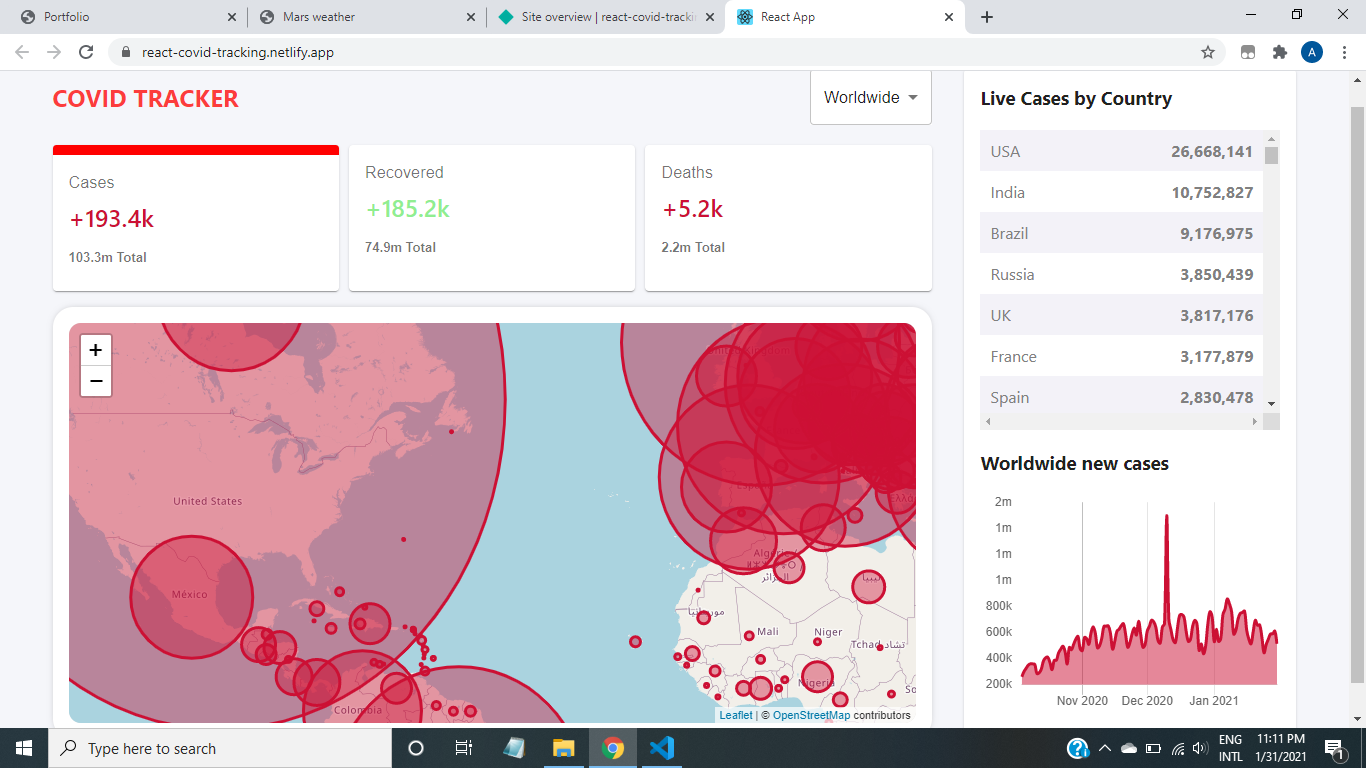 Portfolio
Mars weather
Site overview | react-covid-trackin
React App
react-covid-tracking.netlify.app
A
COVID TRACKER
Worldwide
Cases
+193.4k
103.3m Total
Recovered
+185.2k
74.9m Total
Deaths
+5.2k
2.2m Total
+
−
United States
México
Colombia
Mali
Niger
Nigeria
Tchad تشاد
موريتانيا
ليبيا
Leaflet | © OpenStreetMap contributors
Live Cases by Country
USA 26,668,141
India 10,752,827
Brazil 9,176,975
Russia 3,850,439
UK 3,817,176
France 3,177,879
Spain 2,830,478
Worldwide new cases
2m
1m
1m
1m
800k
600k
400k
200k
Nov 2020 Dec 2020 Jan 2021
Type here to search
ENG
INTL
11:11 PM
1/31/2021
1